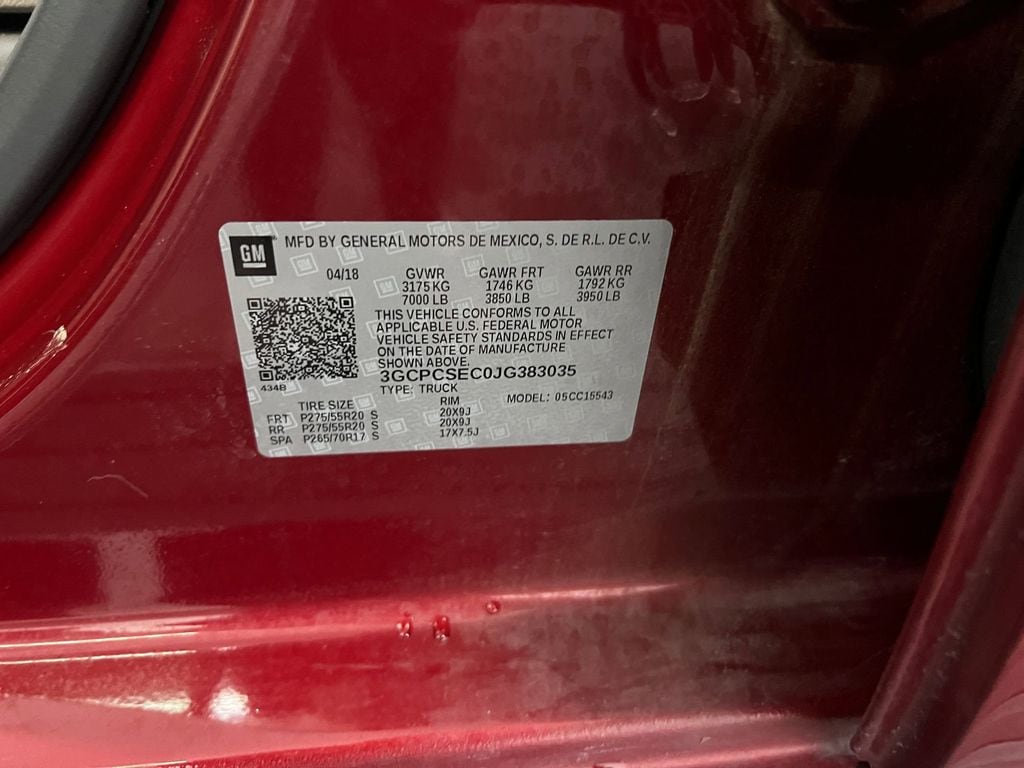 GM MFD BY GENERAL MOTORS DE MEXICO, S. DE R.L. DE C.V.
04/18 GVWR GAWR FRT GAWR RR
3175 KG 1746 KG 1792 KG
7000 LB 3850 LB 3950 LB
THIS VEHICLE CONFORMS TO ALL
APPLICABLE U.S. FEDERAL MOTOR
VEHICLE SAFETY STANDARDS IN EFFECT
ON THE DATE OF MANUFACTURE
SHOWN ABOVE.
434B
3GCPCSEC0JG383035
TYPE: TRUCK
MODEL: 05CC15543
TIRE SIZE RIM
FRT P275/55R20 S 20X9J
RR P275/55R20 S 20X9J
SPA P265/70R17 S 17X7.5J